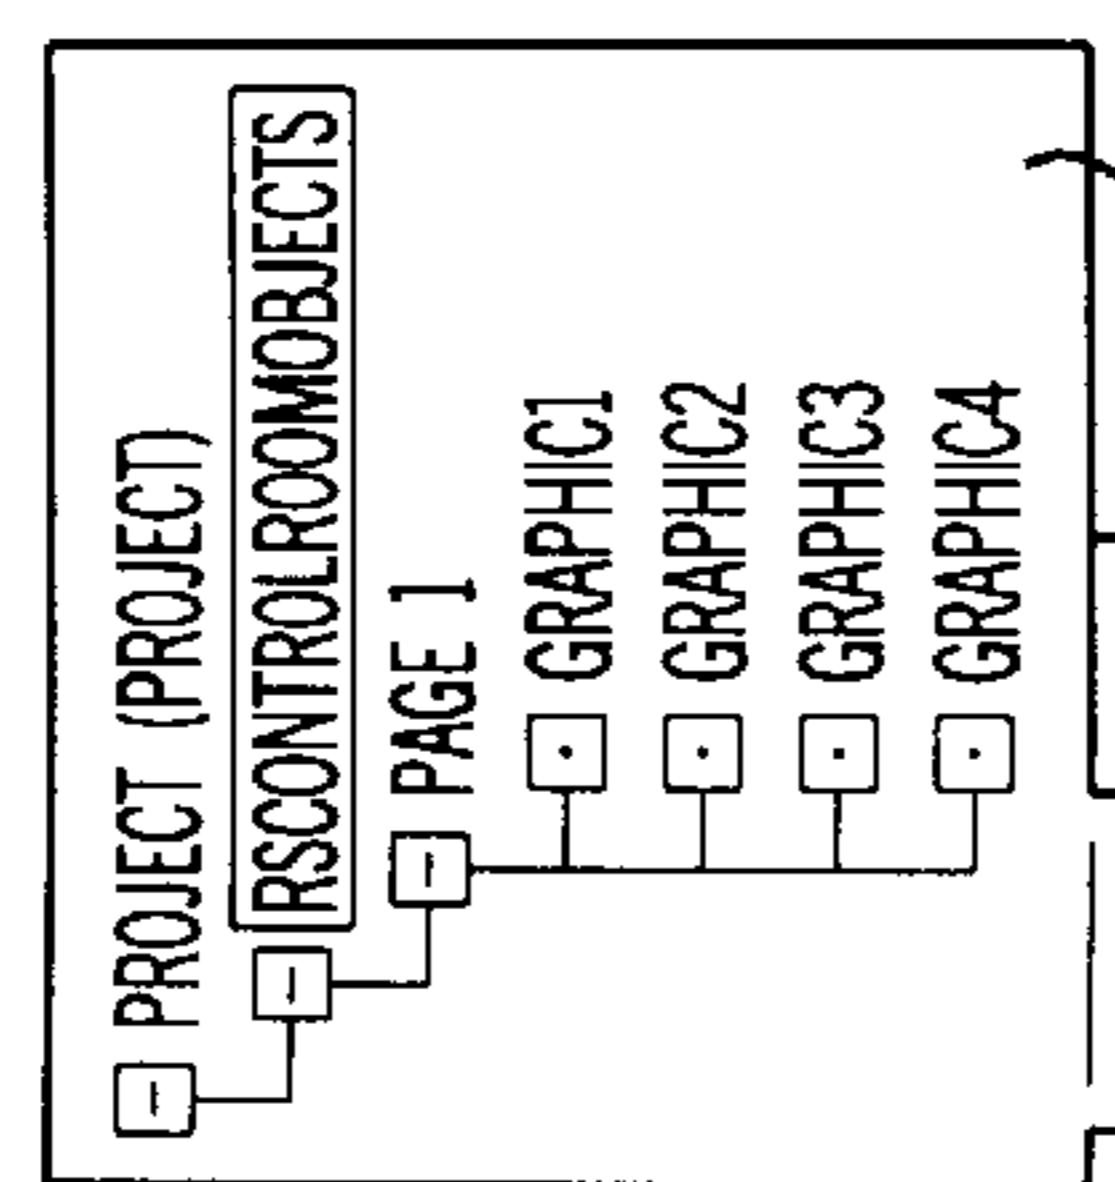 PROJECT (PROJECT)
RSCONTROLROOMOBJECTS
PAGE 1
GRAPHIC1
GRAPHIC2
GRAPHIC3
GRAPHIC4